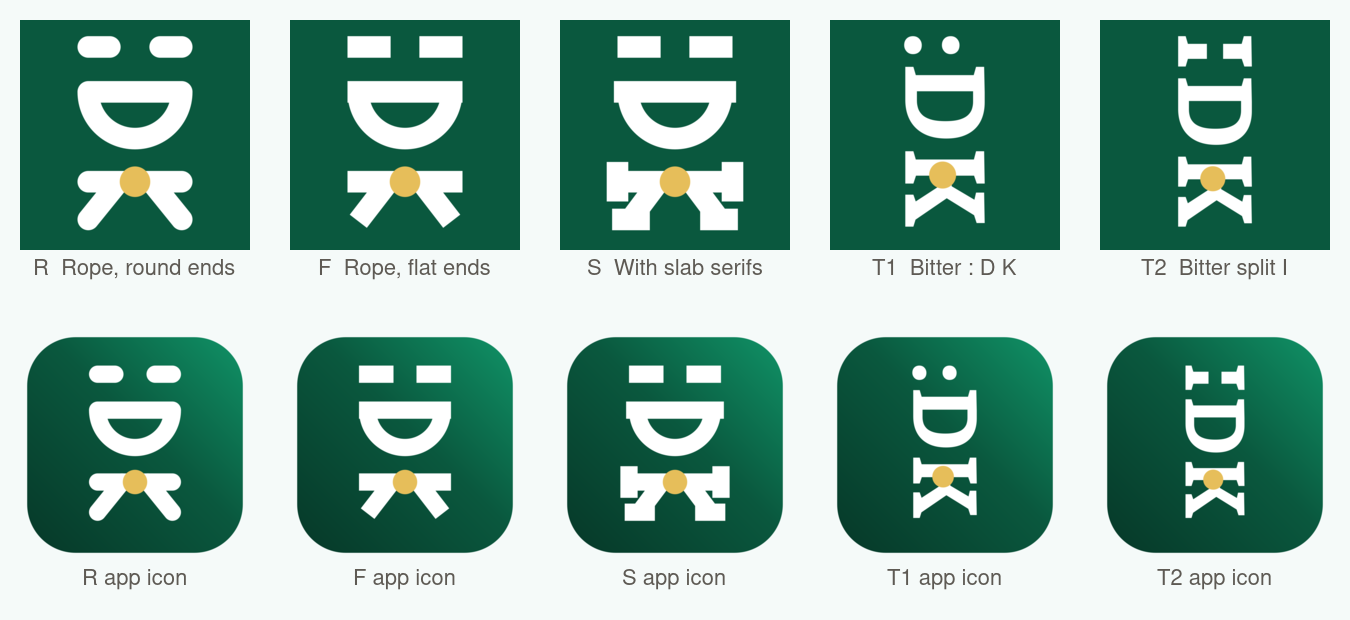 R  Rope, round ends
F  Rope, flat ends
S  With slab serifs
T1  Bitter : D K
T2  Bitter split I
R app icon
F app icon
S app icon
T1 app icon
T2 app icon